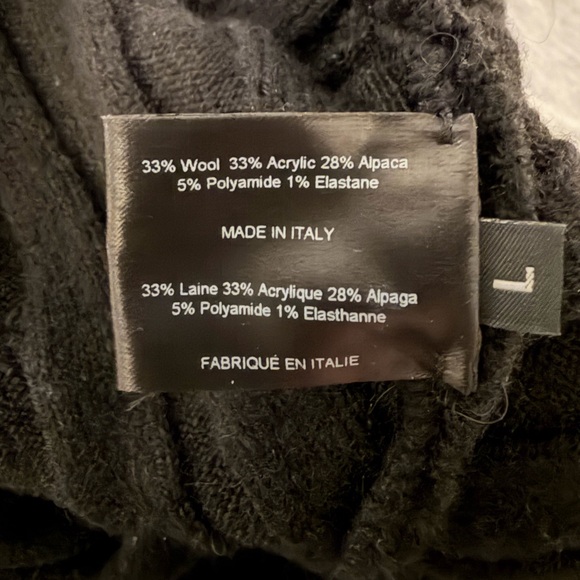 33% Wool 33% Acrylic 28% Alpaca
5% Polyamide 1% Elastane
MADE IN ITALY
33% Laine 33% Acrylique 28% Alpaga
5% Polyamide 1% Elasthanne
FABRIQUÉ EN ITALIE
L